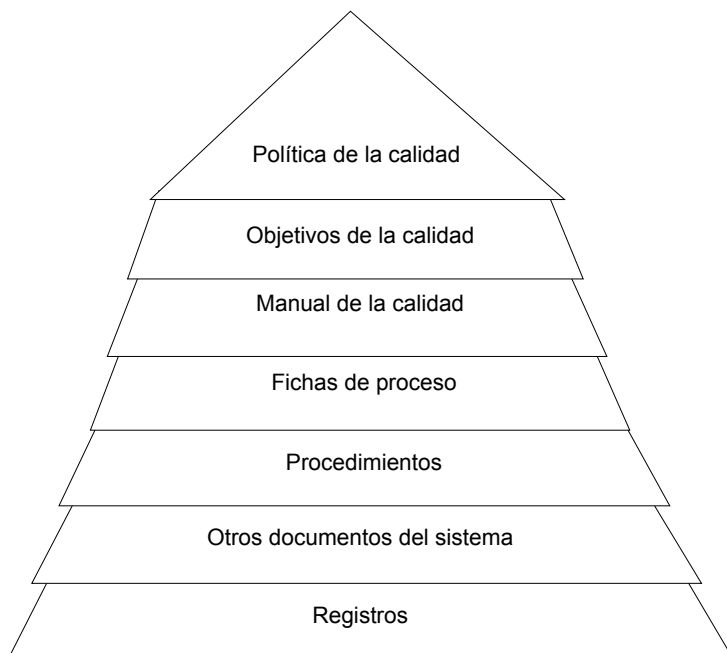 Política de la calidad
Objetivos de la calidad
Manual de la calidad
Fichas de proceso
Procedimientos
Otros documentos del sistema
Registros